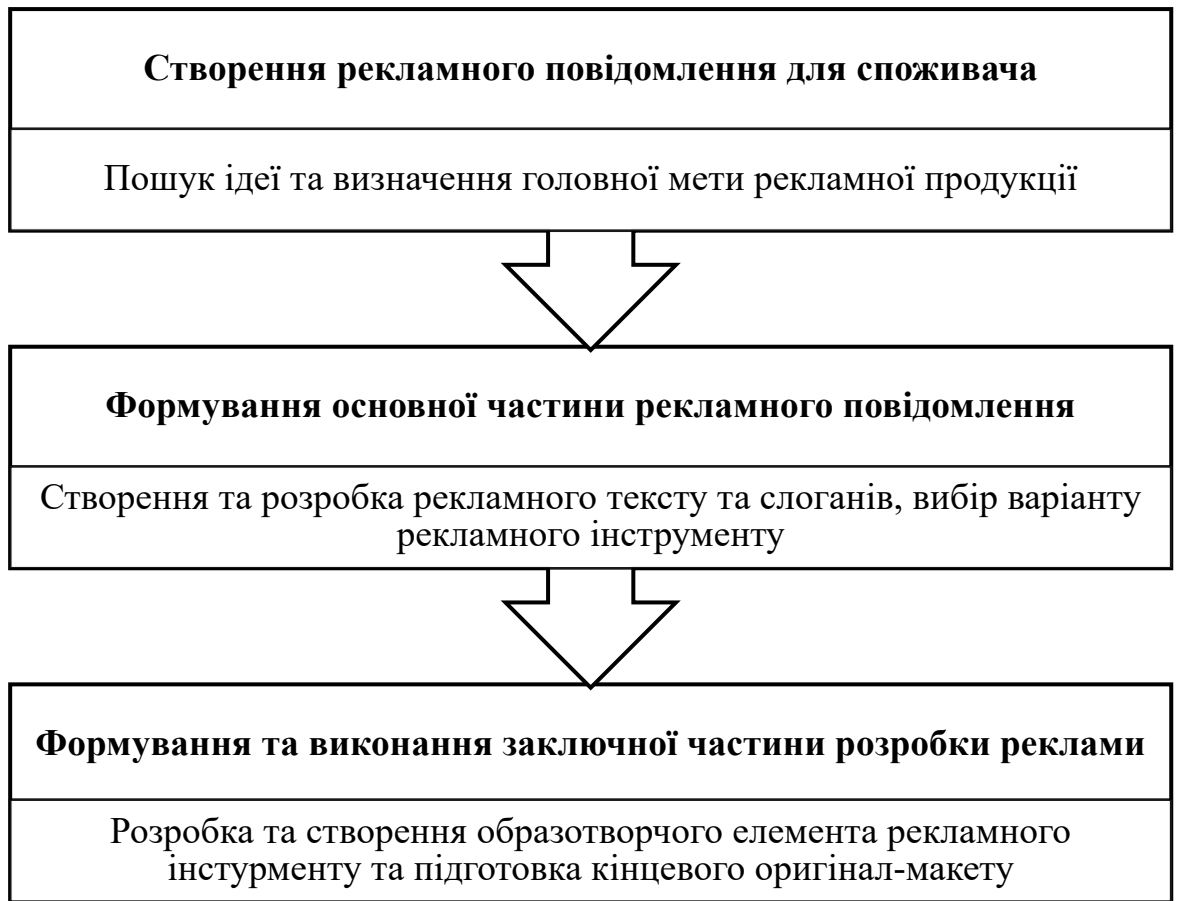 Створення рекламного повідомлення для споживача
Пошук ідеї та визначення головної мети рекламної продукції
Формування основної частини рекламного повідомлення
Створення та розробка рекламного тексту та слоганів, вибір варіанту
рекламного інструменту
Формування та виконання заключної частини розробки реклами
Розробка та створення образотворчого елемента рекламного
інстурменту та підготовка кінцевого оригінал-макету